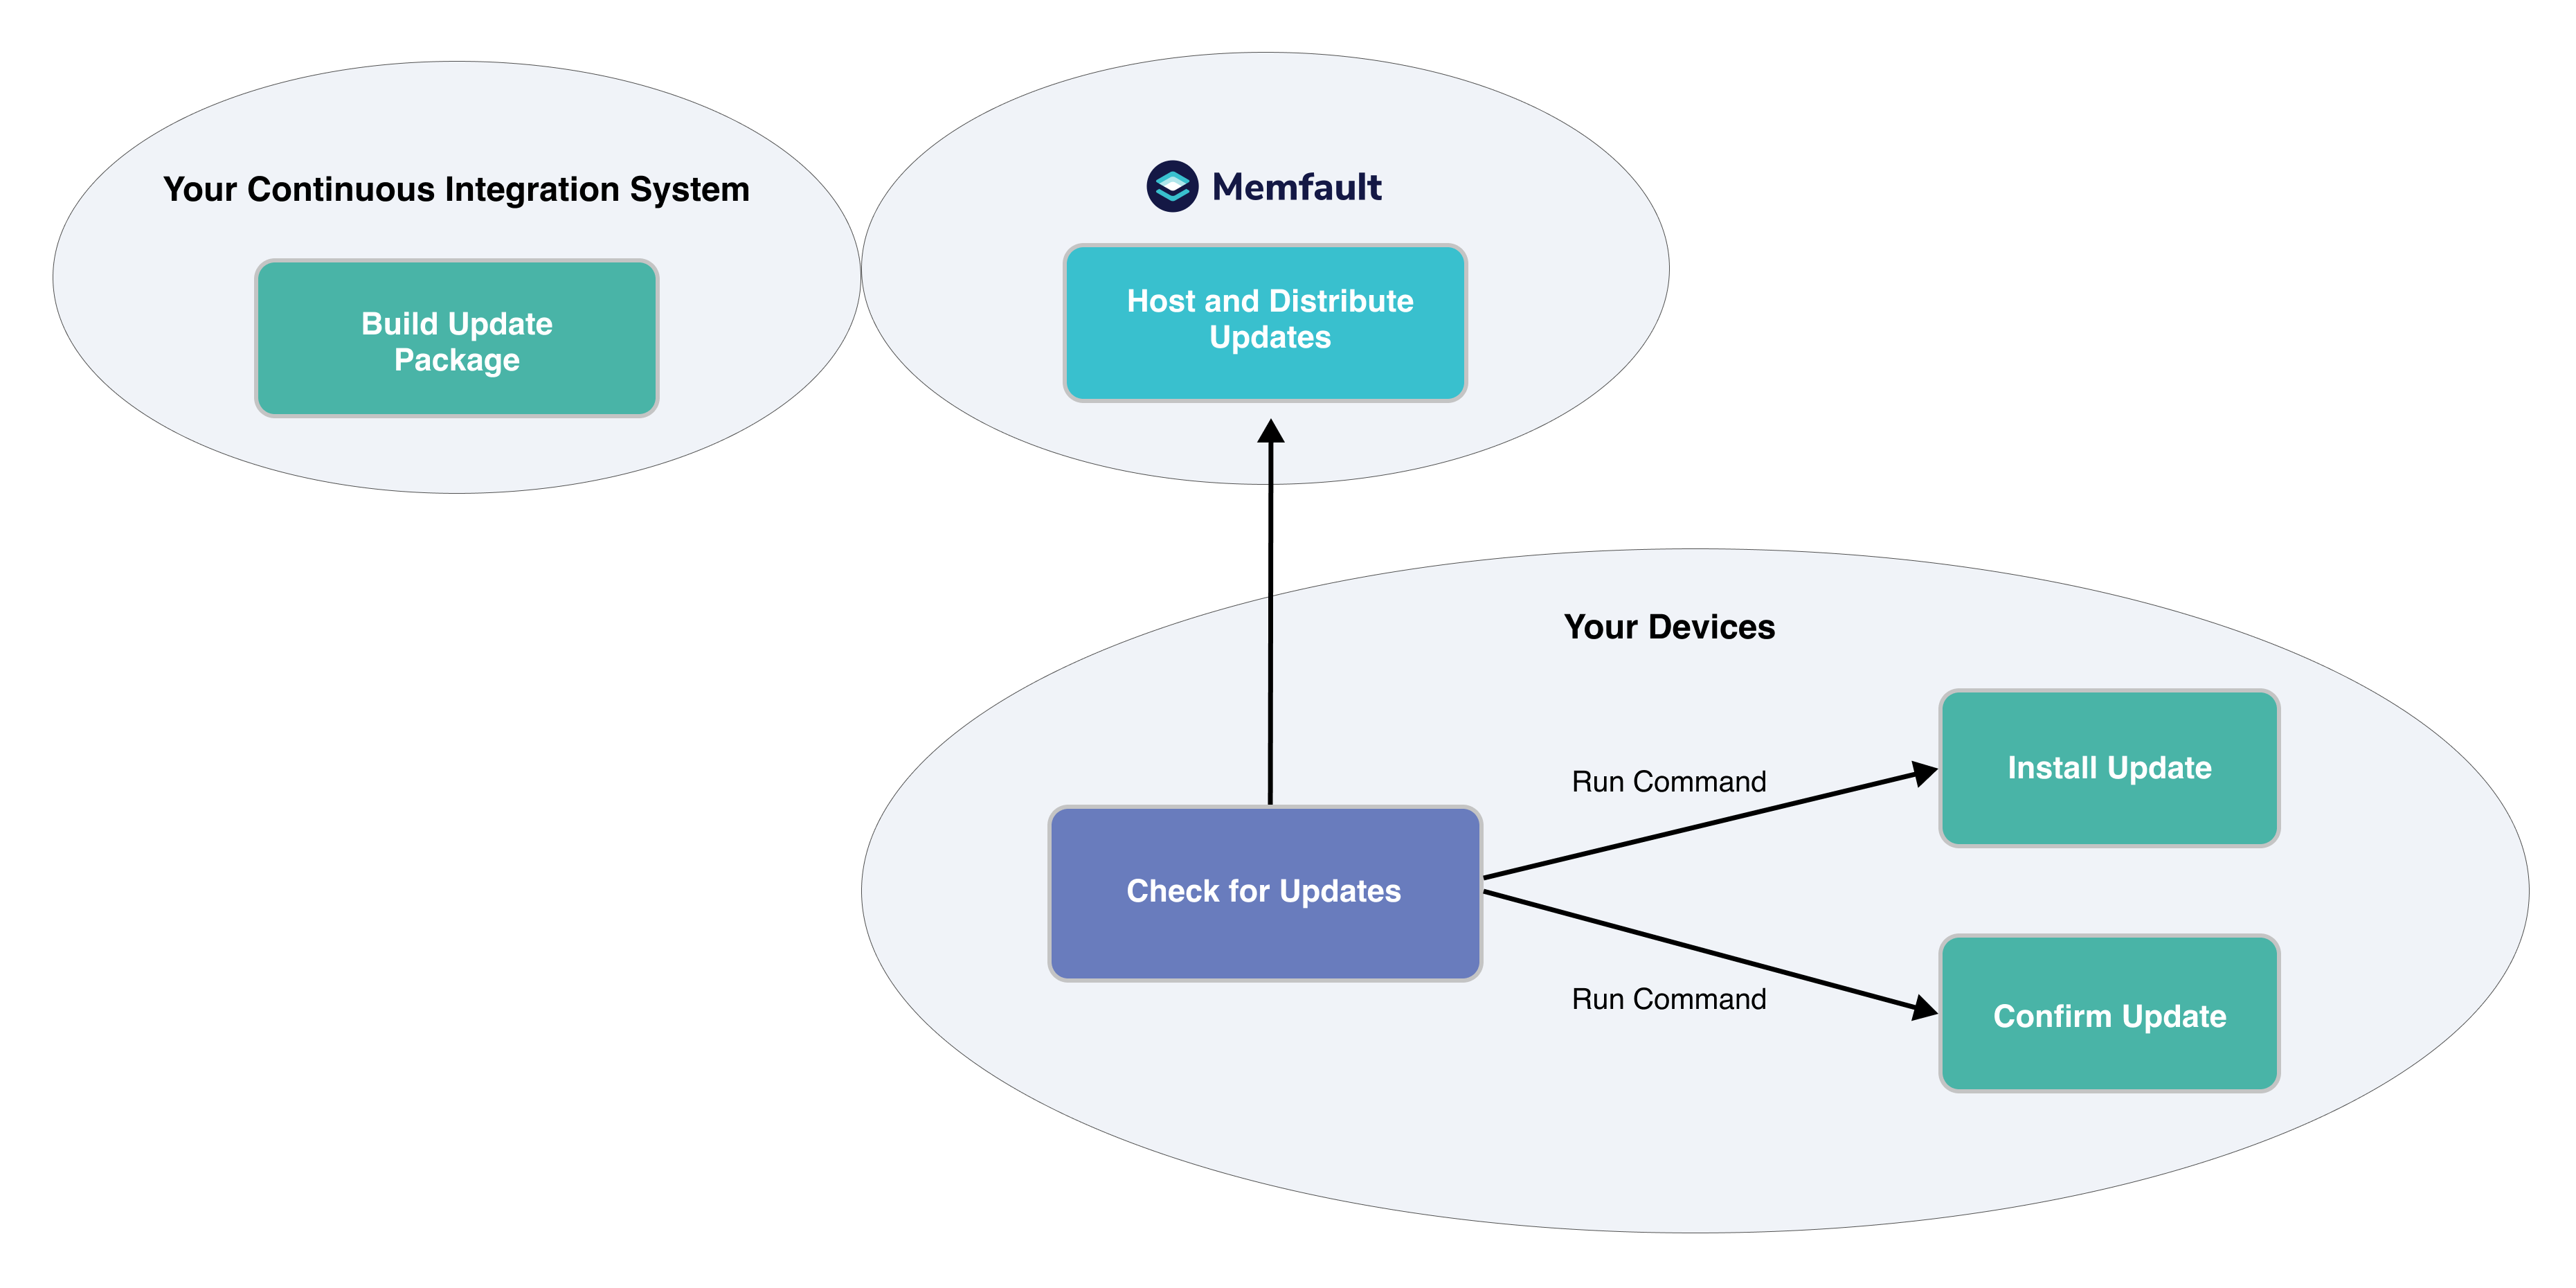 Your Continuous Integration System
Build Update
Package
Memfault
Host and Distribute
Updates
Your Devices
Check for Updates
Run Command
Install Update
Run Command
Confirm Update